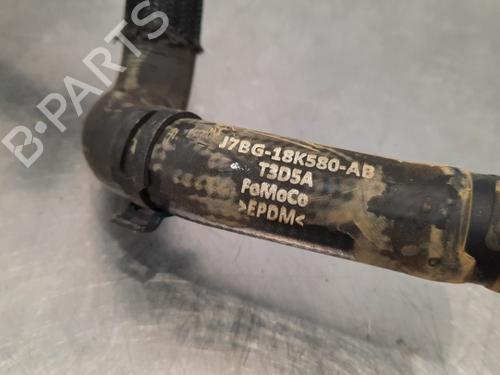 B-Parts
J7BG-18K580-AB
T3D5A
FoMoCo
>EPDM<